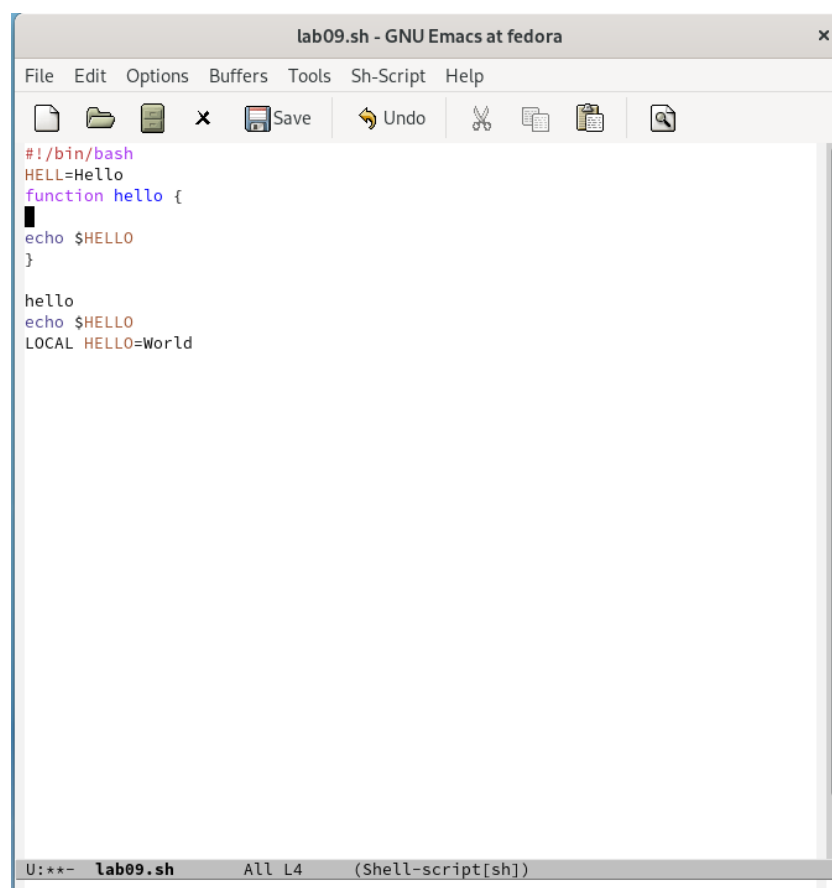 lab09.sh - GNU Emacs at fedora
File Edit Options Buffers Tools Sh-Script Help
Save Undo
#!/bin/bash
HELL=Hello
function hello {
echo $HELLO
}
hello
echo $HELLO
LOCAL HELLO=World
U:**- lab09.sh All L4 (Shell-script[sh])